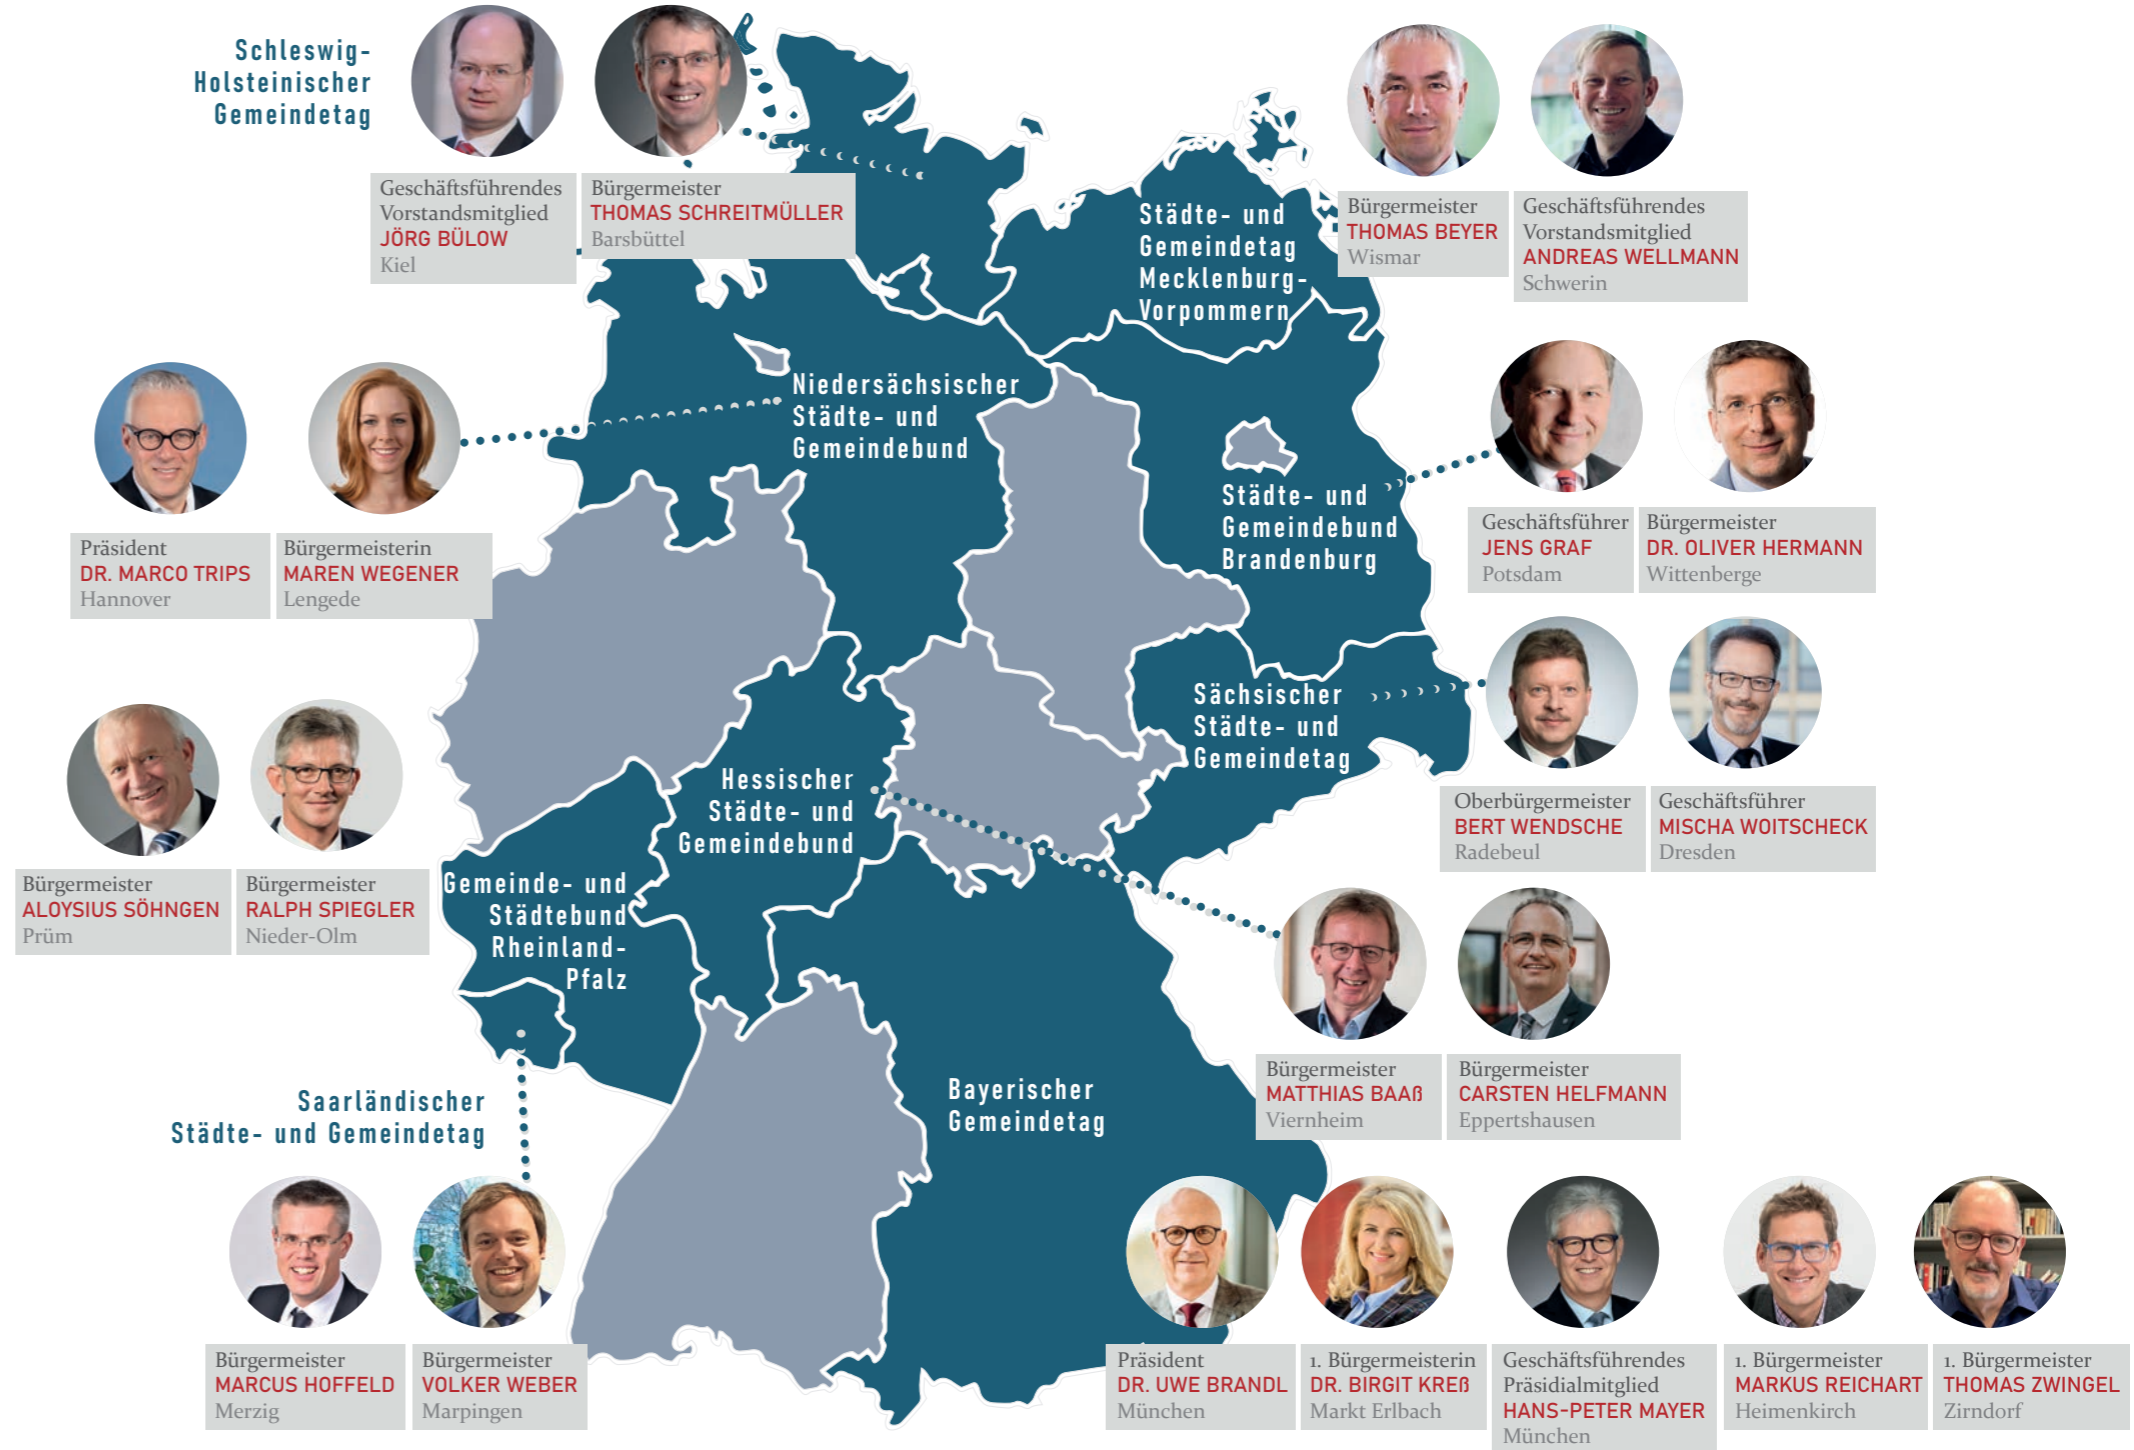 Schleswig-
Holsteinischer
Gemeindetag
Geschäftsführendes
Vorstandsmitglied
JÖRG BÜLOW
Kiel
Bürgermeister
THOMAS SCHREITMÜLLER
Barsbüttel
Städte- und
Gemeindetag
Mecklenburg-
Vorpommern
Bürgermeister
THOMAS BEYER
Wismar
Geschäftsführendes
Vorstandsmitglied
ANDREAS WELLMANN
Schwerin
Niedersächsischer
Städte- und
Gemeindebund
Präsident
DR. MARCO TRIPS
Hannover
Bürgermeisterin
MAREN WEGENER
Lengede
Städte- und
Gemeindebund
Brandenburg
Geschäftsführer
JENS GRAF
Potsdam
Bürgermeister
DR. OLIVER HERMANN
Wittenberge
Sächsischer
Städte- und
Gemeindetag
Oberbürgermeister
BERT WENDSCHE
Radebeul
Geschäftsführer
MISCHA WOITSCHECK
Dresden
Hessischer
Städte- und
Gemeindebund
Bürgermeister
MATTHIAS BAAß
Viernheim
Bürgermeister
CARSTEN HELFMANN
Eppertshausen
Bürgermeister
ALOYSIUS SÖHNGEN
Prüm
Bürgermeister
RALPH SPIEGLER
Nieder-Olm
Gemeinde- und
Städtebund
Rheinland-
Pfalz
Saarländischer
Städte- und Gemeindetag
Bürgermeister
MARCUS HOFFELD
Merzig
Bürgermeister
VOLKER WEBER
Marpingen
Bayerischer
Gemeindetag
Präsident
DR. UWE BRANDL
München
1. Bürgermeisterin
DR. BIRGIT KREß
Markt Erlbach
Geschäftsführendes
Präsidialmitglied
HANS-PETER MAYER
München
1. Bürgermeister
MARKUS REICHART
Heimenkirch
1. Bürgermeister
THOMAS ZWINGEL
Zirndorf